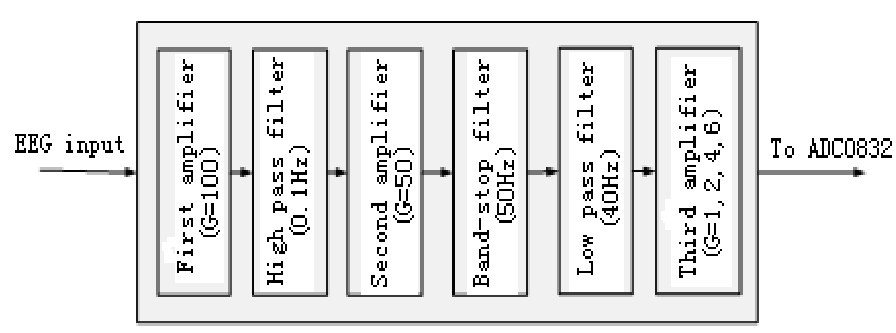 EEG input
First amplifier
(G=100)
High pass filter
(0.1Hz)
Second amplifier
(G=50)
Band-stop filter
(50Hz)
Low pass filter
(40Hz)
Third amplifier
(G=1, 2, 4, 6)
To ADC0832